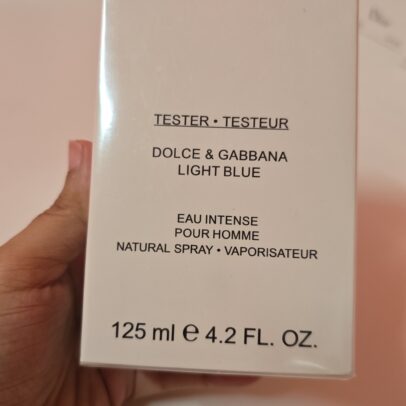 TESTER • TESTEUR
DOLCE & GABBANA
LIGHT BLUE
EAU INTENSE
POUR HOMME
NATURAL SPRAY • VAPORISATEUR
125 ml ℮ 4.2 FL. OZ.